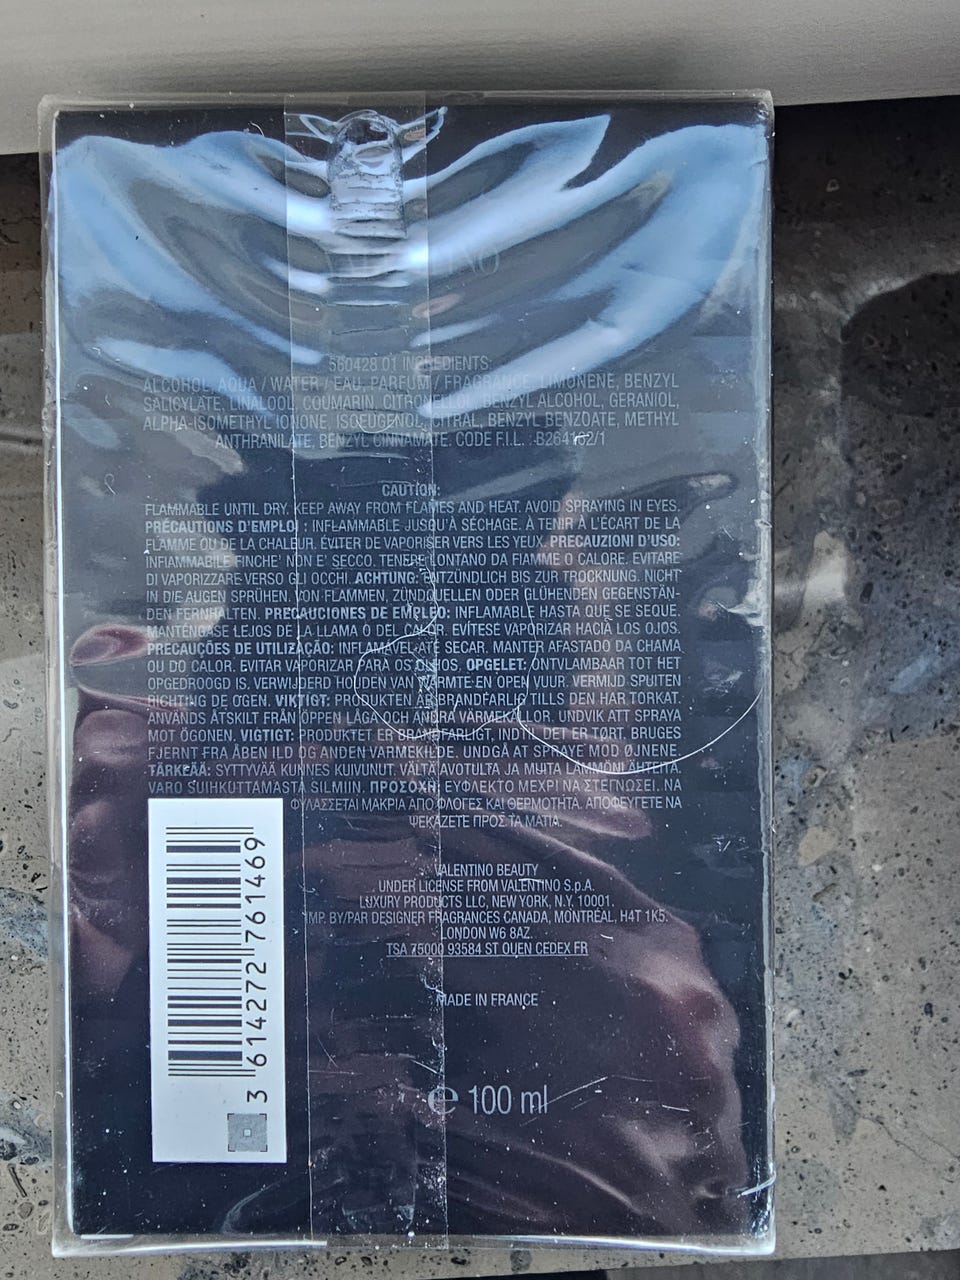 560428 01 INGREDIENTS:
ALCOHOL, AQUA / WATER / EAU, PARFUM / FRAGRANCE, LIMONENE, BENZYL
SALICYLATE, LINALOOL, COUMARIN, CITRONELLOL, BENZYL ALCOHOL, GERANIOL,
ALPHA-ISOMETHYL IONONE, ISOEUGENOL, CITRAL, BENZYL BENZOATE, METHYL
ANTHRANILATE, BENZYL CINNAMATE. CODE F.I.L. : B264102/1
CAUTION:
FLAMMABLE UNTIL DRY. KEEP AWAY FROM FLAMES AND HEAT. AVOID SPRAYING IN EYES.
PRÉCAUTIONS D'EMPLOI : INFLAMMABLE JUSQU'À SÉCHAGE. À TENIR À L'ÉCART DE LA
FLAMME OU DE LA CHALEUR. ÉVITER DE VAPORISER VERS LES YEUX. PRECAUZIONI D'USO:
INFIAMMABILE FINCHE' NON E' SECCO. TENERE LONTANO DA FIAMME O CALORE. EVITARE
DI VAPORIZZARE VERSO GLI OCCHI. ACHTUNG: ENTZÜNDLICH BIS ZUR TROCKNUNG. NICHT
IN DIE AUGEN SPRÜHEN. VON FLAMMEN, ZÜNDQUELLEN ODER GLÜHENDEN GEGENSTÄN-
DEN FERNHALTEN. PRECAUCIONES DE EMPLEO: INFLAMABLE HASTA QUE SE SEQUE.
MANTÉNGASE LEJOS DE LA LLAMA O DEL CALOR. EVÍTESE VAPORIZAR HACIA LOS OJOS.
PRECAUÇÕES DE UTILIZAÇÃO: INFLAMÁVEL ATÉ SECAR. MANTER AFASTADO DA CHAMA
OU DO CALOR. EVITAR VAPORIZAR PARA OS OLHOS. OPGELET: ONTVLAMBAAR TOT HET
OPGEDROOGD IS. VERWIJDERD HOUDEN VAN WARMTE EN OPEN VUUR. VERMIJD SPUITEN
RICHTING DE OGEN. VIKTIGT: PRODUKTEN ÄR BRANDFARLIG TILLS DEN HAR TORKAT.
ANVÄNDS ÅTSKILT FRÅN ÖPPEN LÅGA OCH ANDRA VÄRMEKÄLLOR. UNDVIK ATT SPRAYA
MOT ÖGONEN. VIGTIGT: PRODUKTET ER BRANDFARLIGT, INDTIL DET ER TØRT. BRUGES
FJERNT FRA ÅBEN ILD OG ANDEN VARMEKILDE. UNDGÅ AT SPRAYE MOD ØJNENE.
TÄRKEÄÄ: SYTTYVÄÄ KUNNES KUIVUNUT. VÄLTÄ AVOTULTA JA MUITA LÄMMÖNLÄHTEITÄ.
VARO SUIHKUTTAMASTA SILMIIN. ΠΡΟΣΟΧΗ: ΕΥΦΛΕΚΤΟ ΜΕΧΡΙ ΝΑ ΣΤΕΓΝΩΣΕΙ. ΝΑ
ΦΥΛΑΣΣΕΤΑΙ ΜΑΚΡΙΑ ΑΠΟ ΦΛΟΓΕΣ ΚΑΙ ΘΕΡΜΟΤΗΤΑ. ΑΠΟΦΕΥΓΕΤΕ ΝΑ
ΨΕΚΑΖΕΤΕ ΠΡΟΣ ΤΑ ΜΑΤΙΑ.
VALENTINO BEAUTY
UNDER LICENSE FROM VALENTINO S.p.A.
LUXURY PRODUCTS LLC, NEW YORK, N.Y. 10001.
IMP. BY/PAR DESIGNER FRAGRANCES CANADA, MONTRÉAL, H4T 1K5.
LONDON W6 8AZ.
TSA 75000 93584 ST OUEN CEDEX FR
MADE IN FRANCE
℮ 100 ml
3 614272 761469